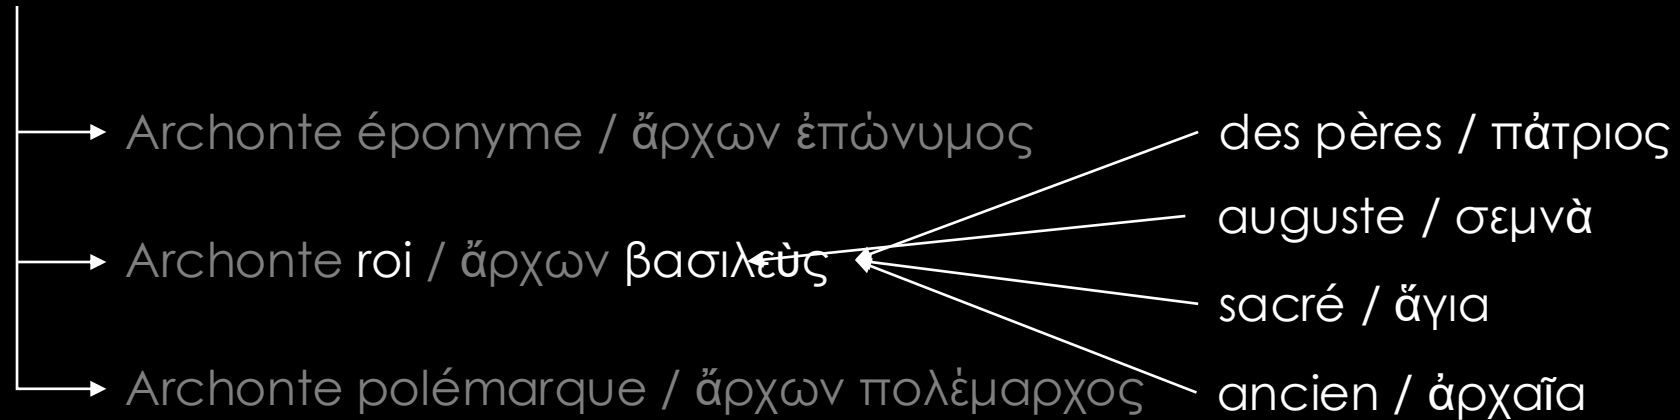 Archonte éponyme / ἄρχων ἐπώνυμος
des pères / πἀτριος
auguste / σεμνὰ
Archonte roi / ἄρχων βασιλεὺς
sacré / ἅγια
Archonte polémarque / ἄρχων πολέμαρχος
ancien / ἀρχαῖα